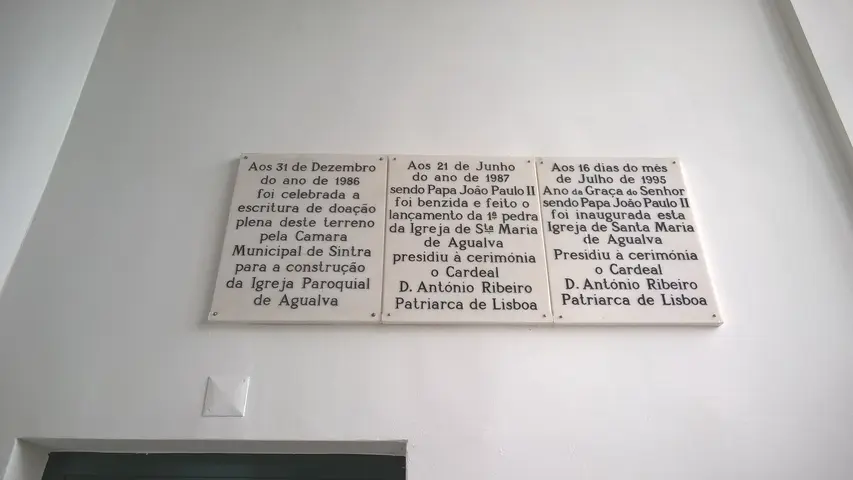 Aos 31 de Dezembro
do ano de 1986
foi celebrada a
escritura de doação
plena deste terreno
pela Camara
Municipal de Sintra
para a construção
da Igreja Paroquial
de Agualva
Aos 21 de Junho
do ano de 1987
sendo Papa João Paulo II
foi benzida e feito o
lançamento da 1ª pedra
da Igreja de Sta Maria
de Agualva
presidiu à cerimónia
o Cardeal
D. António Ribeiro
Patriarca de Lisboa
Aos 16 dias do mês
de Julho de 1995
Ano da Graça do Senhor
sendo Papa João Paulo II
foi inaugurada esta
Igreja de Santa Maria
de Agualva
Presidiu à cerimónia
o Cardeal
D. António Ribeiro
Patriarca de Lisboa